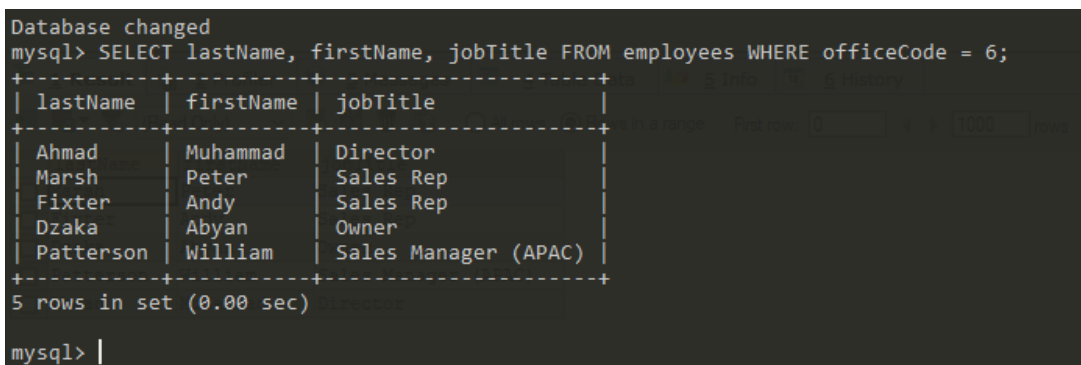 Database changed
mysql> SELECT lastName, firstName, jobTitle FROM employees WHERE officeCode = 6;
+-----------+-----------+----------------------+
| lastName  | firstName | jobTitle             |
+-----------+-----------+----------------------+
| Ahmad     | Muhammad  | Director             |
| Marsh     | Peter     | Sales Rep            |
| Fixter    | Andy      | Sales Rep            |
| Dzaka     | Abyan     | Owner                |
| Patterson | William   | Sales Manager (APAC) |
+-----------+-----------+----------------------+
5 rows in set (0.00 sec)
mysql>